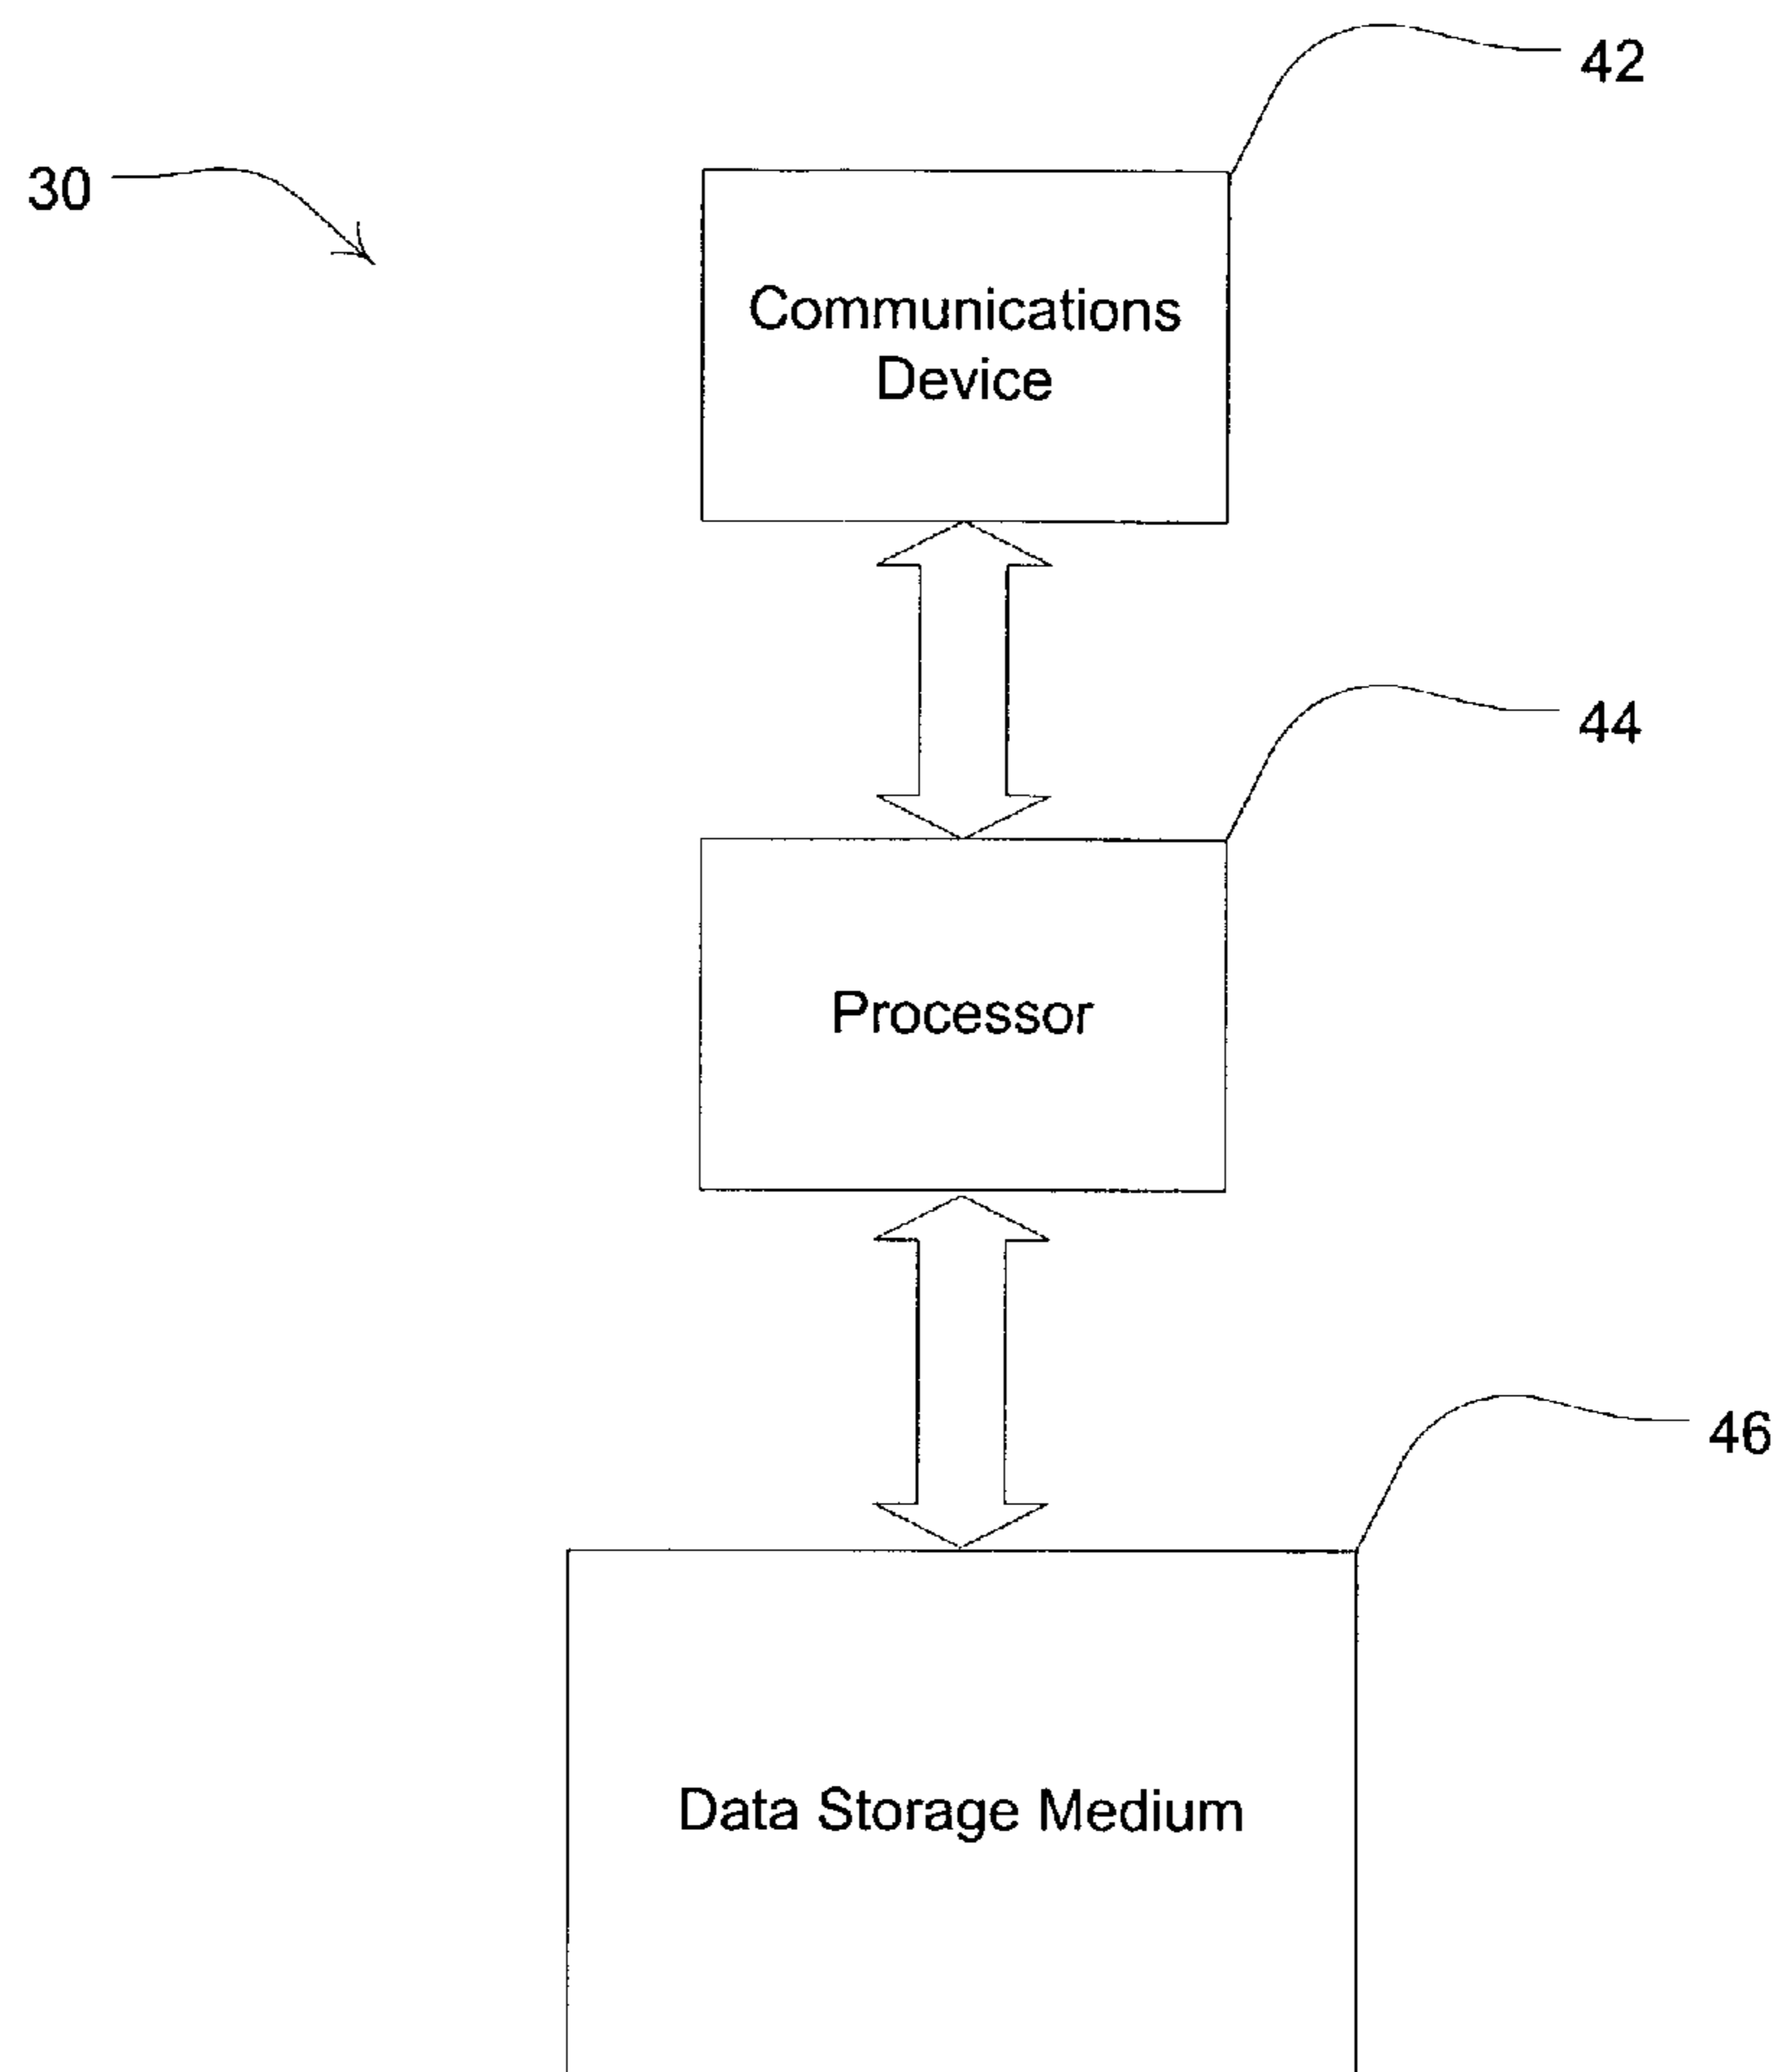 42
30
Communications
Device
44
Processor
46
Data Storage Medium